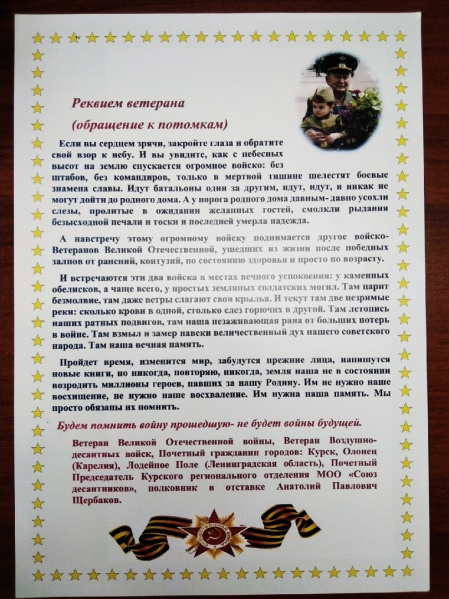 Реквием ветерана
(обращение к потомкам)
Если вы сердцем зрячи, закройте глаза и обратите
свой взор к небу. И вы увидите, как с небесных
высот на землю спускается огромное войско: без
штабов, без командиров, только в мертвой тишине шелестят боевые
знамена славы. Идут батальоны один за другим, идут, идут, и никак не
могут дойти до родного дома. А у порога родного дома давным- давно усохли
слезы, пролитые в ожидании желанных гостей, смолкли рыдания
безысходной печали и тоски и последней умерла надежда.
А навстречу этому огромному войску поднимается другое войско-
Ветеранов Великой Отечественной, ушедших из жизни после победных
залпов от ранений, контузий, по состоянию здоровья и просто по возрасту.
И встречаются эти два войска в местах вечного успокоения: у каменных
обелисков, а чаще всего, у простых земляных солдатских могил. Там царит
безмолвие, там даже ветры слагают свои крылья. И текут там две незримые
реки: сколько крови в одной, столько слез горючих в другой. Там летопись
наших ратных подвигов, там наша незаживающая рана от больших потерь
в войне. Там взмыл и замер навеки величественный дух нашего советского
народа. Там наша вечная память.
Пройдет время, изменится мир, забудутся прежние лица, напишутся
новые книги, но никогда, повторяю, никогда, земля наша не в состоянии
возродить миллионы героев, павших за нашу Родину. Им не нужно наше
восхищение, не нужно наше восхваление. Им нужна наша память. Мы
просто обязаны их помнить.
Будем помнить войну прошедшую- не будет войны будущей.
Ветеран Великой Отечественной войны, Ветеран Воздушно-
десантных войск, Почетный гражданин городов: Курск, Олонец
(Карелия), Лодейное Поле (Ленинградская область), Почетный
Председатель Курского регионального отделения МОО «Союз
десантников», полковник в отставке Анатолий Павлович
Щербаков.